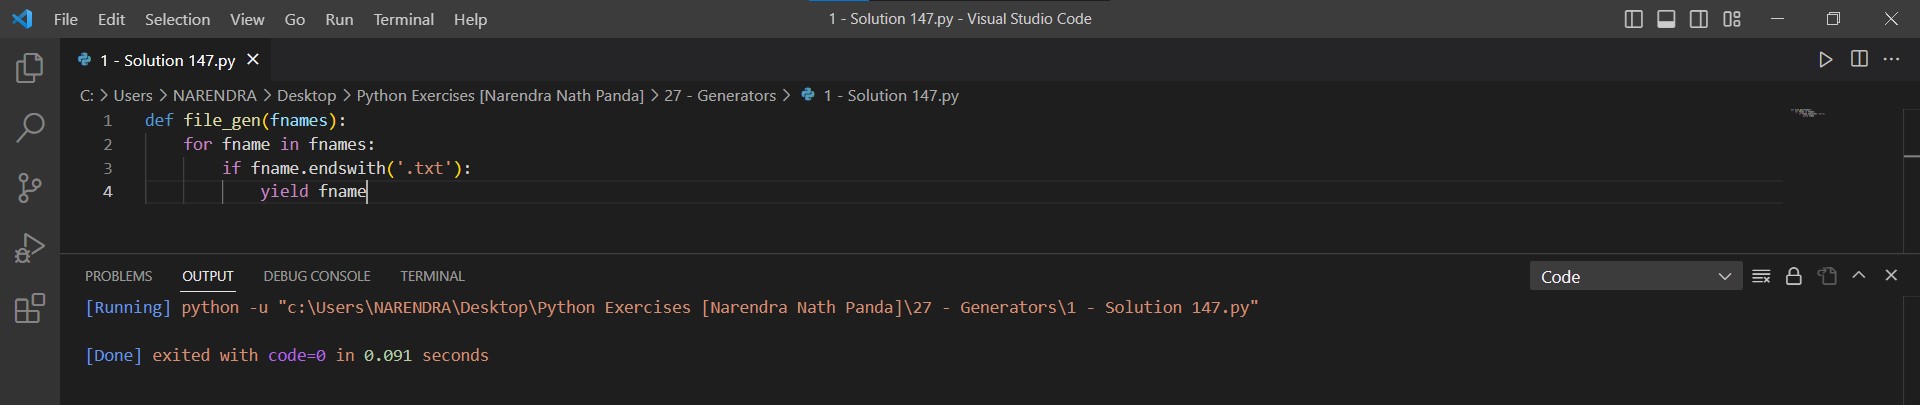 File Edit Selection View Go Run Terminal Help 1 - Solution 147.py - Visual Studio Code
1 - Solution 147.py
C: > Users > NARENDRA > Desktop > Python Exercises [Narendra Nath Panda] > 27 - Generators > 1 - Solution 147.py
1 def file_gen(fnames):
2 for fname in fnames:
3 if fname.endswith('.txt'):
4 yield fname
PROBLEMS OUTPUT DEBUG CONSOLE TERMINAL Code
[Running] python -u "c:\Users\NARENDRA\Desktop\Python Exercises [Narendra Nath Panda]\27 - Generators\1 - Solution 147.py"
[Done] exited with code=0 in 0.091 seconds